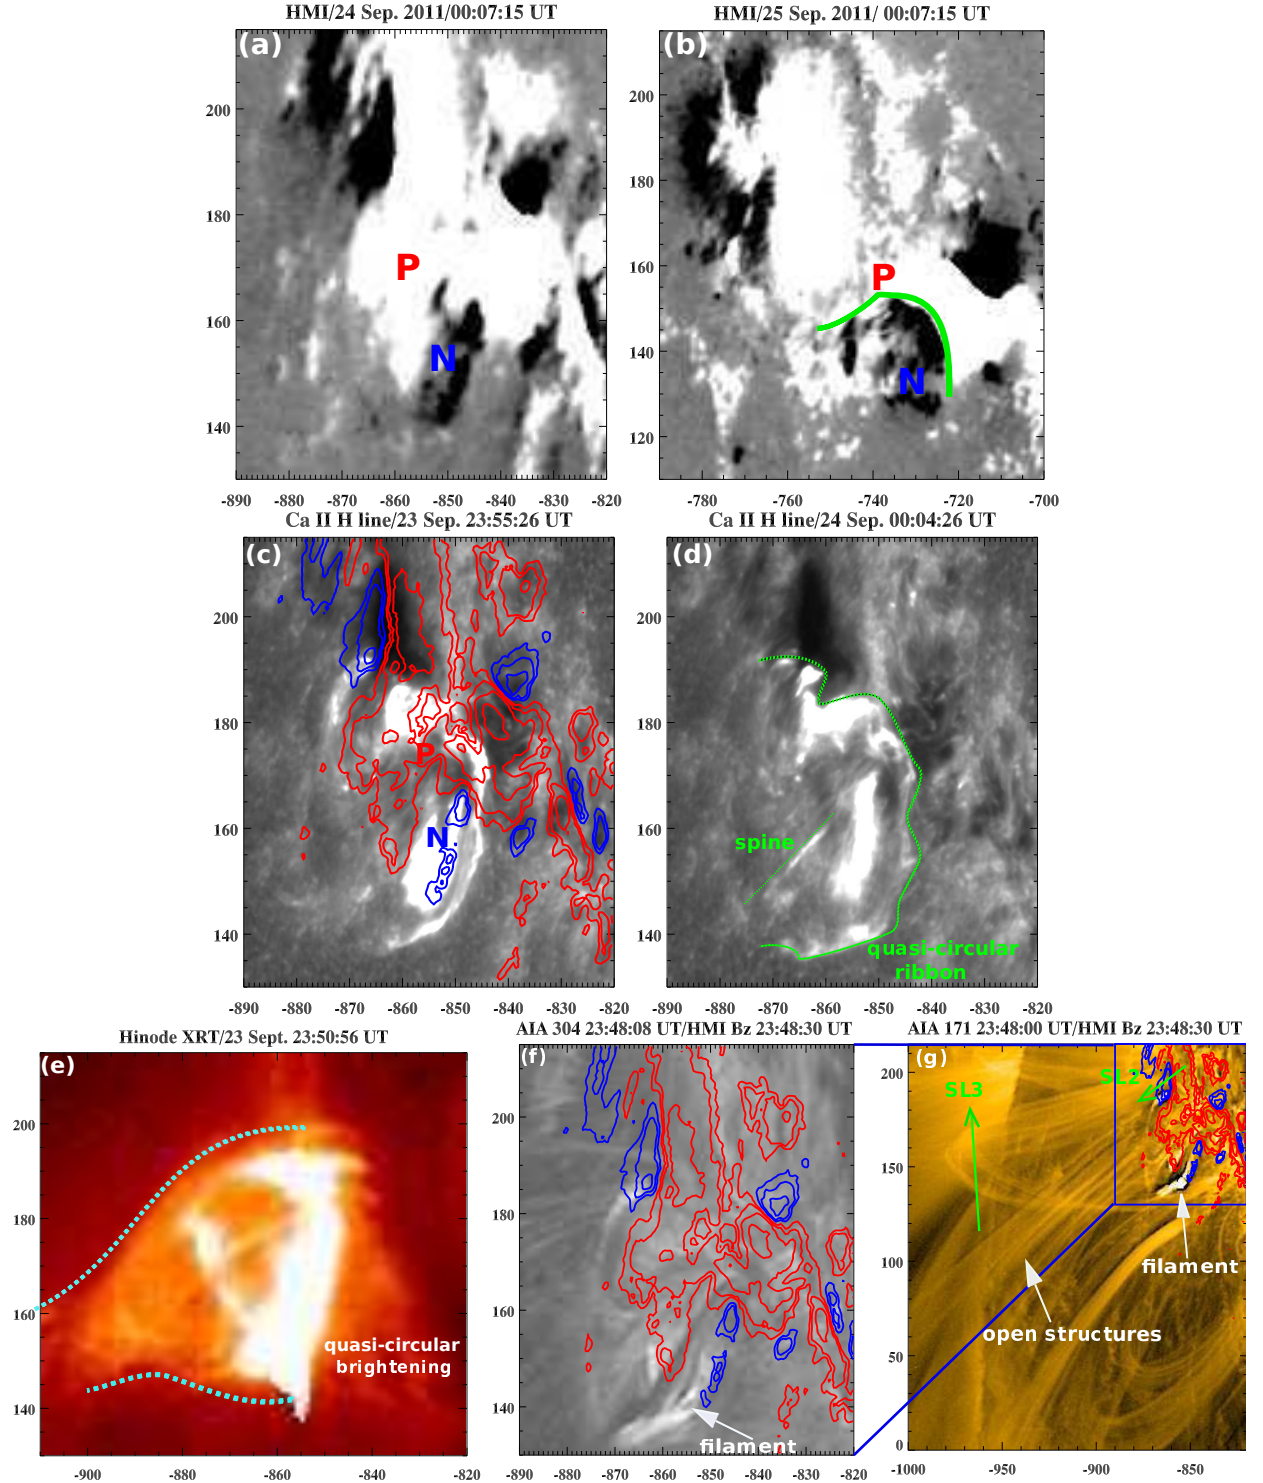 HMI/24 Sep. 2011/00:07:15 UT
HMI/25 Sep. 2011/ 00:07:15 UT
(a)
P
N
200
180
160
140
-890 -880 -870 -860 -850 -840 -830 -820
(b)
P
N
200
180
160
140
120
-780 -760 -740 -720 -700
Ca II H line/23 Sep. 23:55:26 UT
Ca II H line/24 Sep. 00:04:26 UT
(c)
P
N
200
180
160
140
-890 -880 -870 -860 -850 -840 -830 -820
(d)
spine
quasi-circular
ribbon
200
180
160
140
-890 -880 -870 -860 -850 -840 -830 -820
Hinode XRT/23 Sept. 23:50:56 UT
AIA 304 23:48:08 UT/HMI Bz 23:48:30 UT
AIA 171 23:48:00 UT/HMI Bz 23:48:30 UT
(e)
quasi-circular
brightening
200
180
160
140
-900 -880 -860 -840 -820
(f)
filament
200
180
160
140
-890 -880 -870 -860 -850 -840 -830 -820
(g)
SL3
SL2
filament
open structures
200
150
100
50
0
-1000 -950 -900 -850